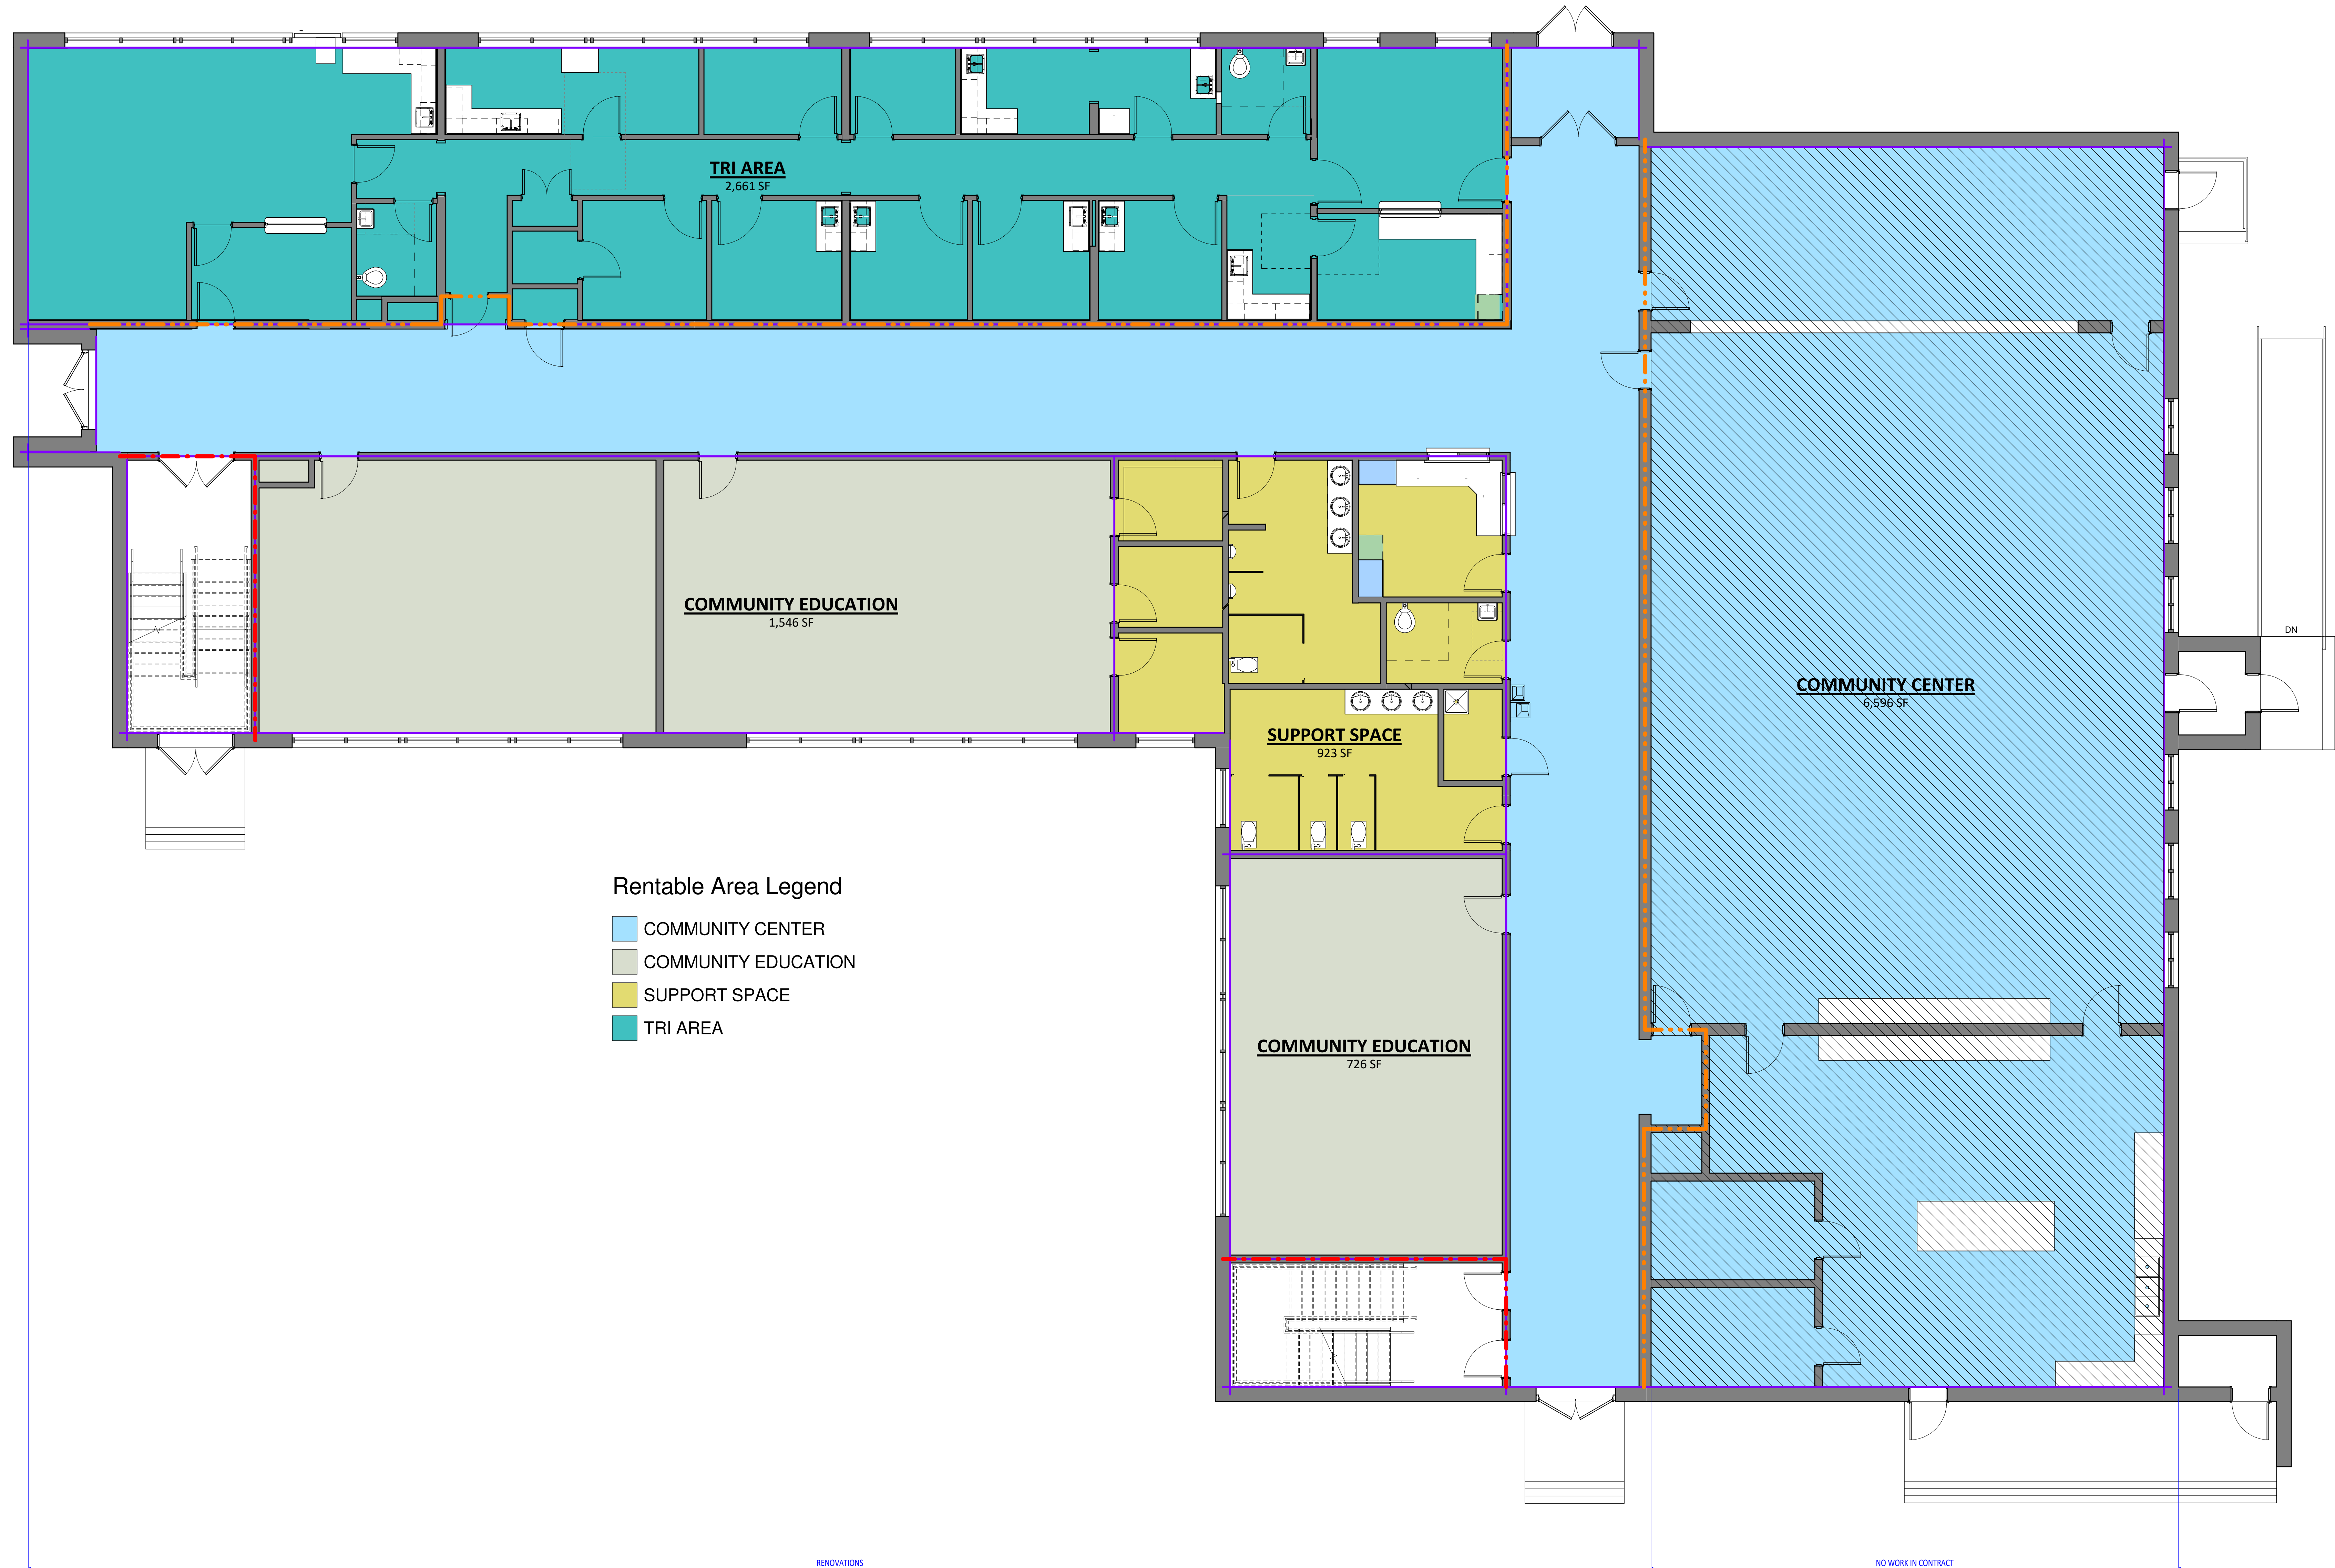 TRI AREA
2,661 SF
COMMUNITY EDUCATION
1,546 SF
DN
COMMUNITY CENTER
6,596 SF
SUPPORT SPACE
923 SF
Rentable Area Legend
COMMUNITY CENTER
COMMUNITY EDUCATION
SUPPORT SPACE
TRI AREA
COMMUNITY EDUCATION
726 SF
RENOVATIONS
NO WORK IN CONTRACT